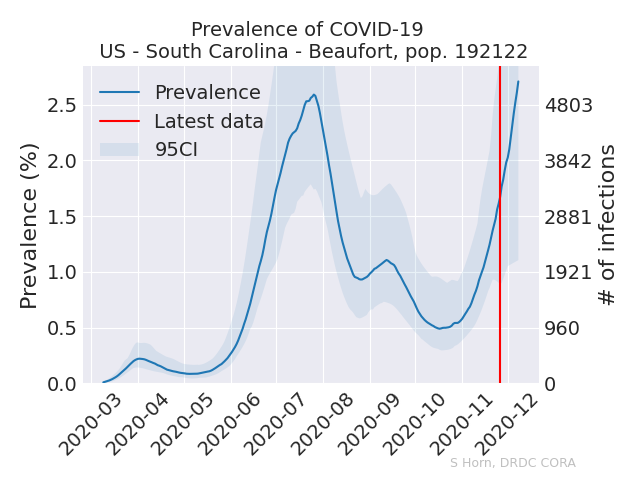 Prevalence of COVID-19
US - South Carolina - Beaufort, pop. 192122
Prevalence
Latest data
95CI
Prevalence (%)
2.5
2.0
1.5
1.0
0.5
0.0
4803
3842
2881
1921
960
0
# of infections
2020-03
2020-04
2020-05
2020-06
2020-07
2020-08
2020-09
2020-10
2020-11
2020-12
S Horn, DRDC CORA